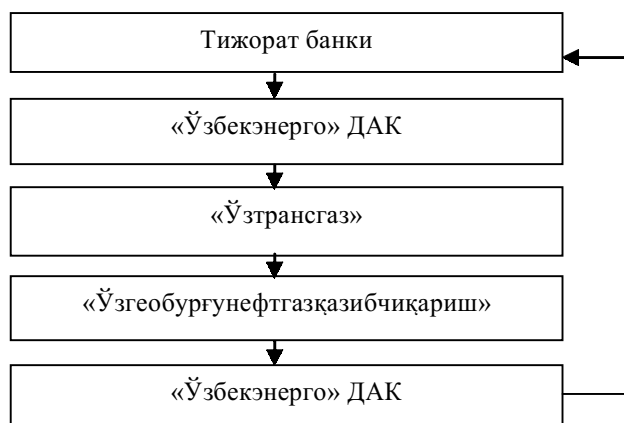 Тижорат банки
«Ўзбекэнерго» ДАК
«Ўзтрансгаз»
«Ўзгеобурғунефтгазқазибчиқариш»
«Ўзбекэнерго» ДАК